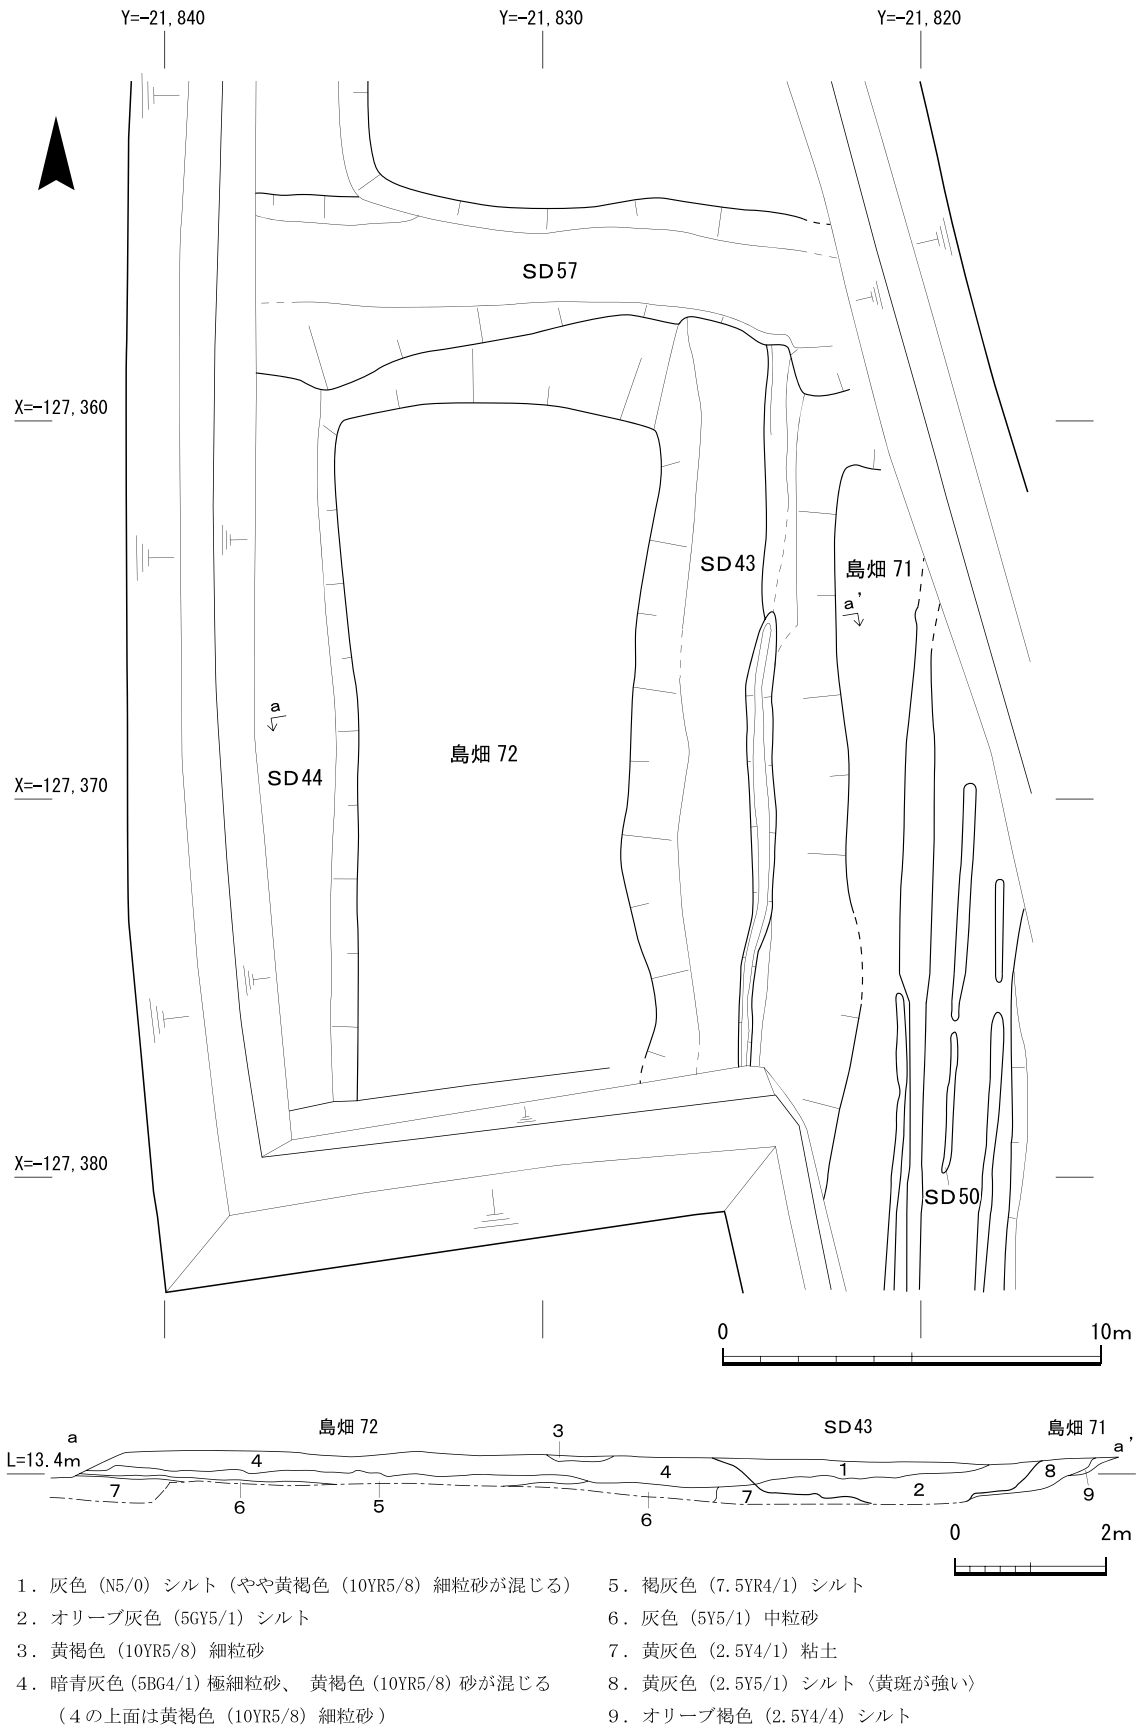 Y=-21,840 Y=-21,830 Y=-21,820
SD57
X=-127,360
SD43
島畑 71
a'
a
島畑 72
SD44
X=-127,370
X=-127,380
SD50
0 10m
島畑 72 3 SD43 島畑 71
a a'
L=13.4m
4 4 1 8
7 6 5 6 7 2 9
0 2m
1. 灰色 (N5/0) シルト (やや黄褐色 (10YR5/8) 細粒砂が混じる)
2. オリーブ灰色 (5GY5/1) シルト
3. 黄褐色 (10YR5/8) 細粒砂
4. 暗青灰色 (5BG4/1) 極細粒砂、 黄褐色 (10YR5/8) 砂が混じる
(4の上面は黄褐色 (10YR5/8) 細粒砂)
5. 褐灰色 (7.5YR4/1) シルト
6. 灰色 (5Y5/1) 中粒砂
7. 黄灰色 (2.5Y4/1) 粘土
8. 黄灰色 (2.5Y5/1) シルト〈黄斑が強い〉
9. オリーブ褐色 (2.5Y4/4) シルト